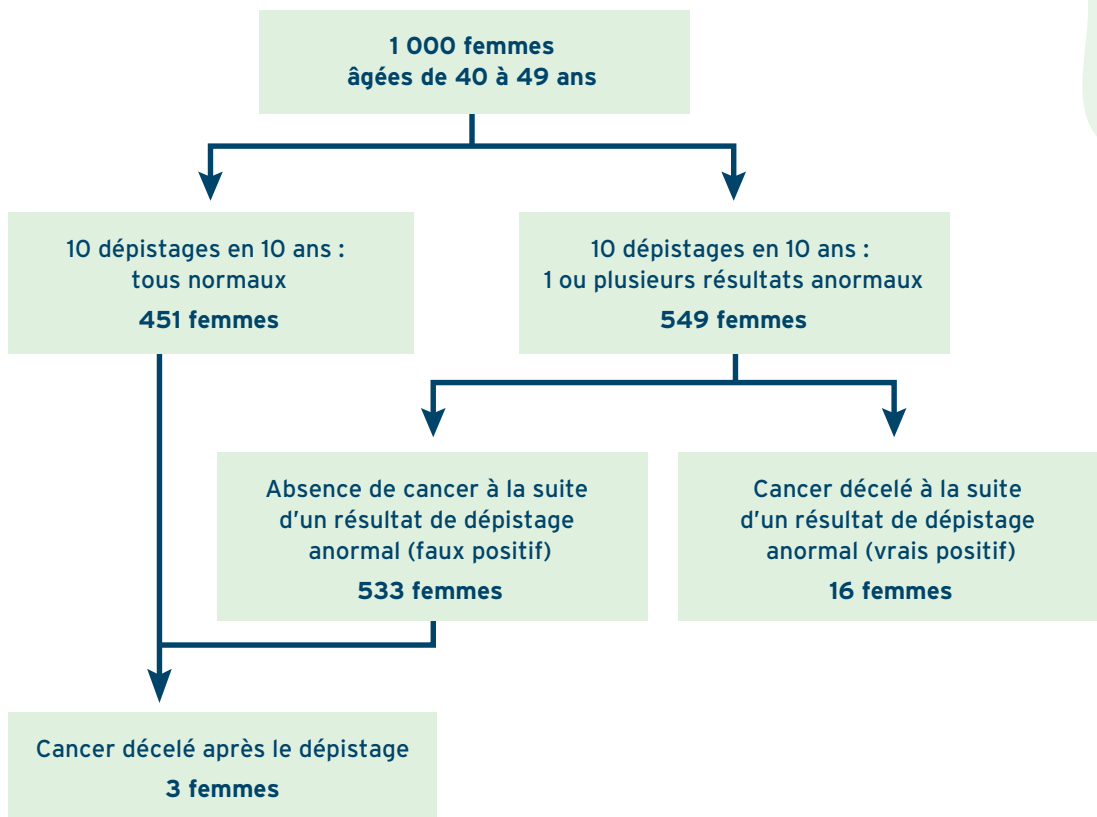 1 000 femmes
âgées de 40 à 49 ans
10 dépistages en 10 ans :
tous normaux
451 femmes
10 dépistages en 10 ans :
1 ou plusieurs résultats anormaux
549 femmes
Absence de cancer à la suite
d'un résultat de dépistage
anormal (faux positif)
533 femmes
Cancer décelé à la suite
d'un résultat de dépistage
anormal (vrais positif)
16 femmes
Cancer décelé après le dépistage
3 femmes